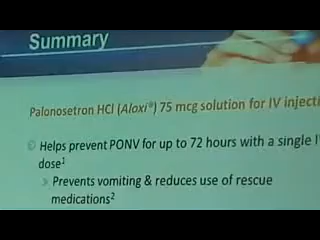 Summary
Palonosetron HCl (Aloxi®) 75 mcg solution for IV injecti
Helps prevent PONV for up to 72 hours with a single I
dose1
Prevents vomiting & reduces use of rescue
medications2